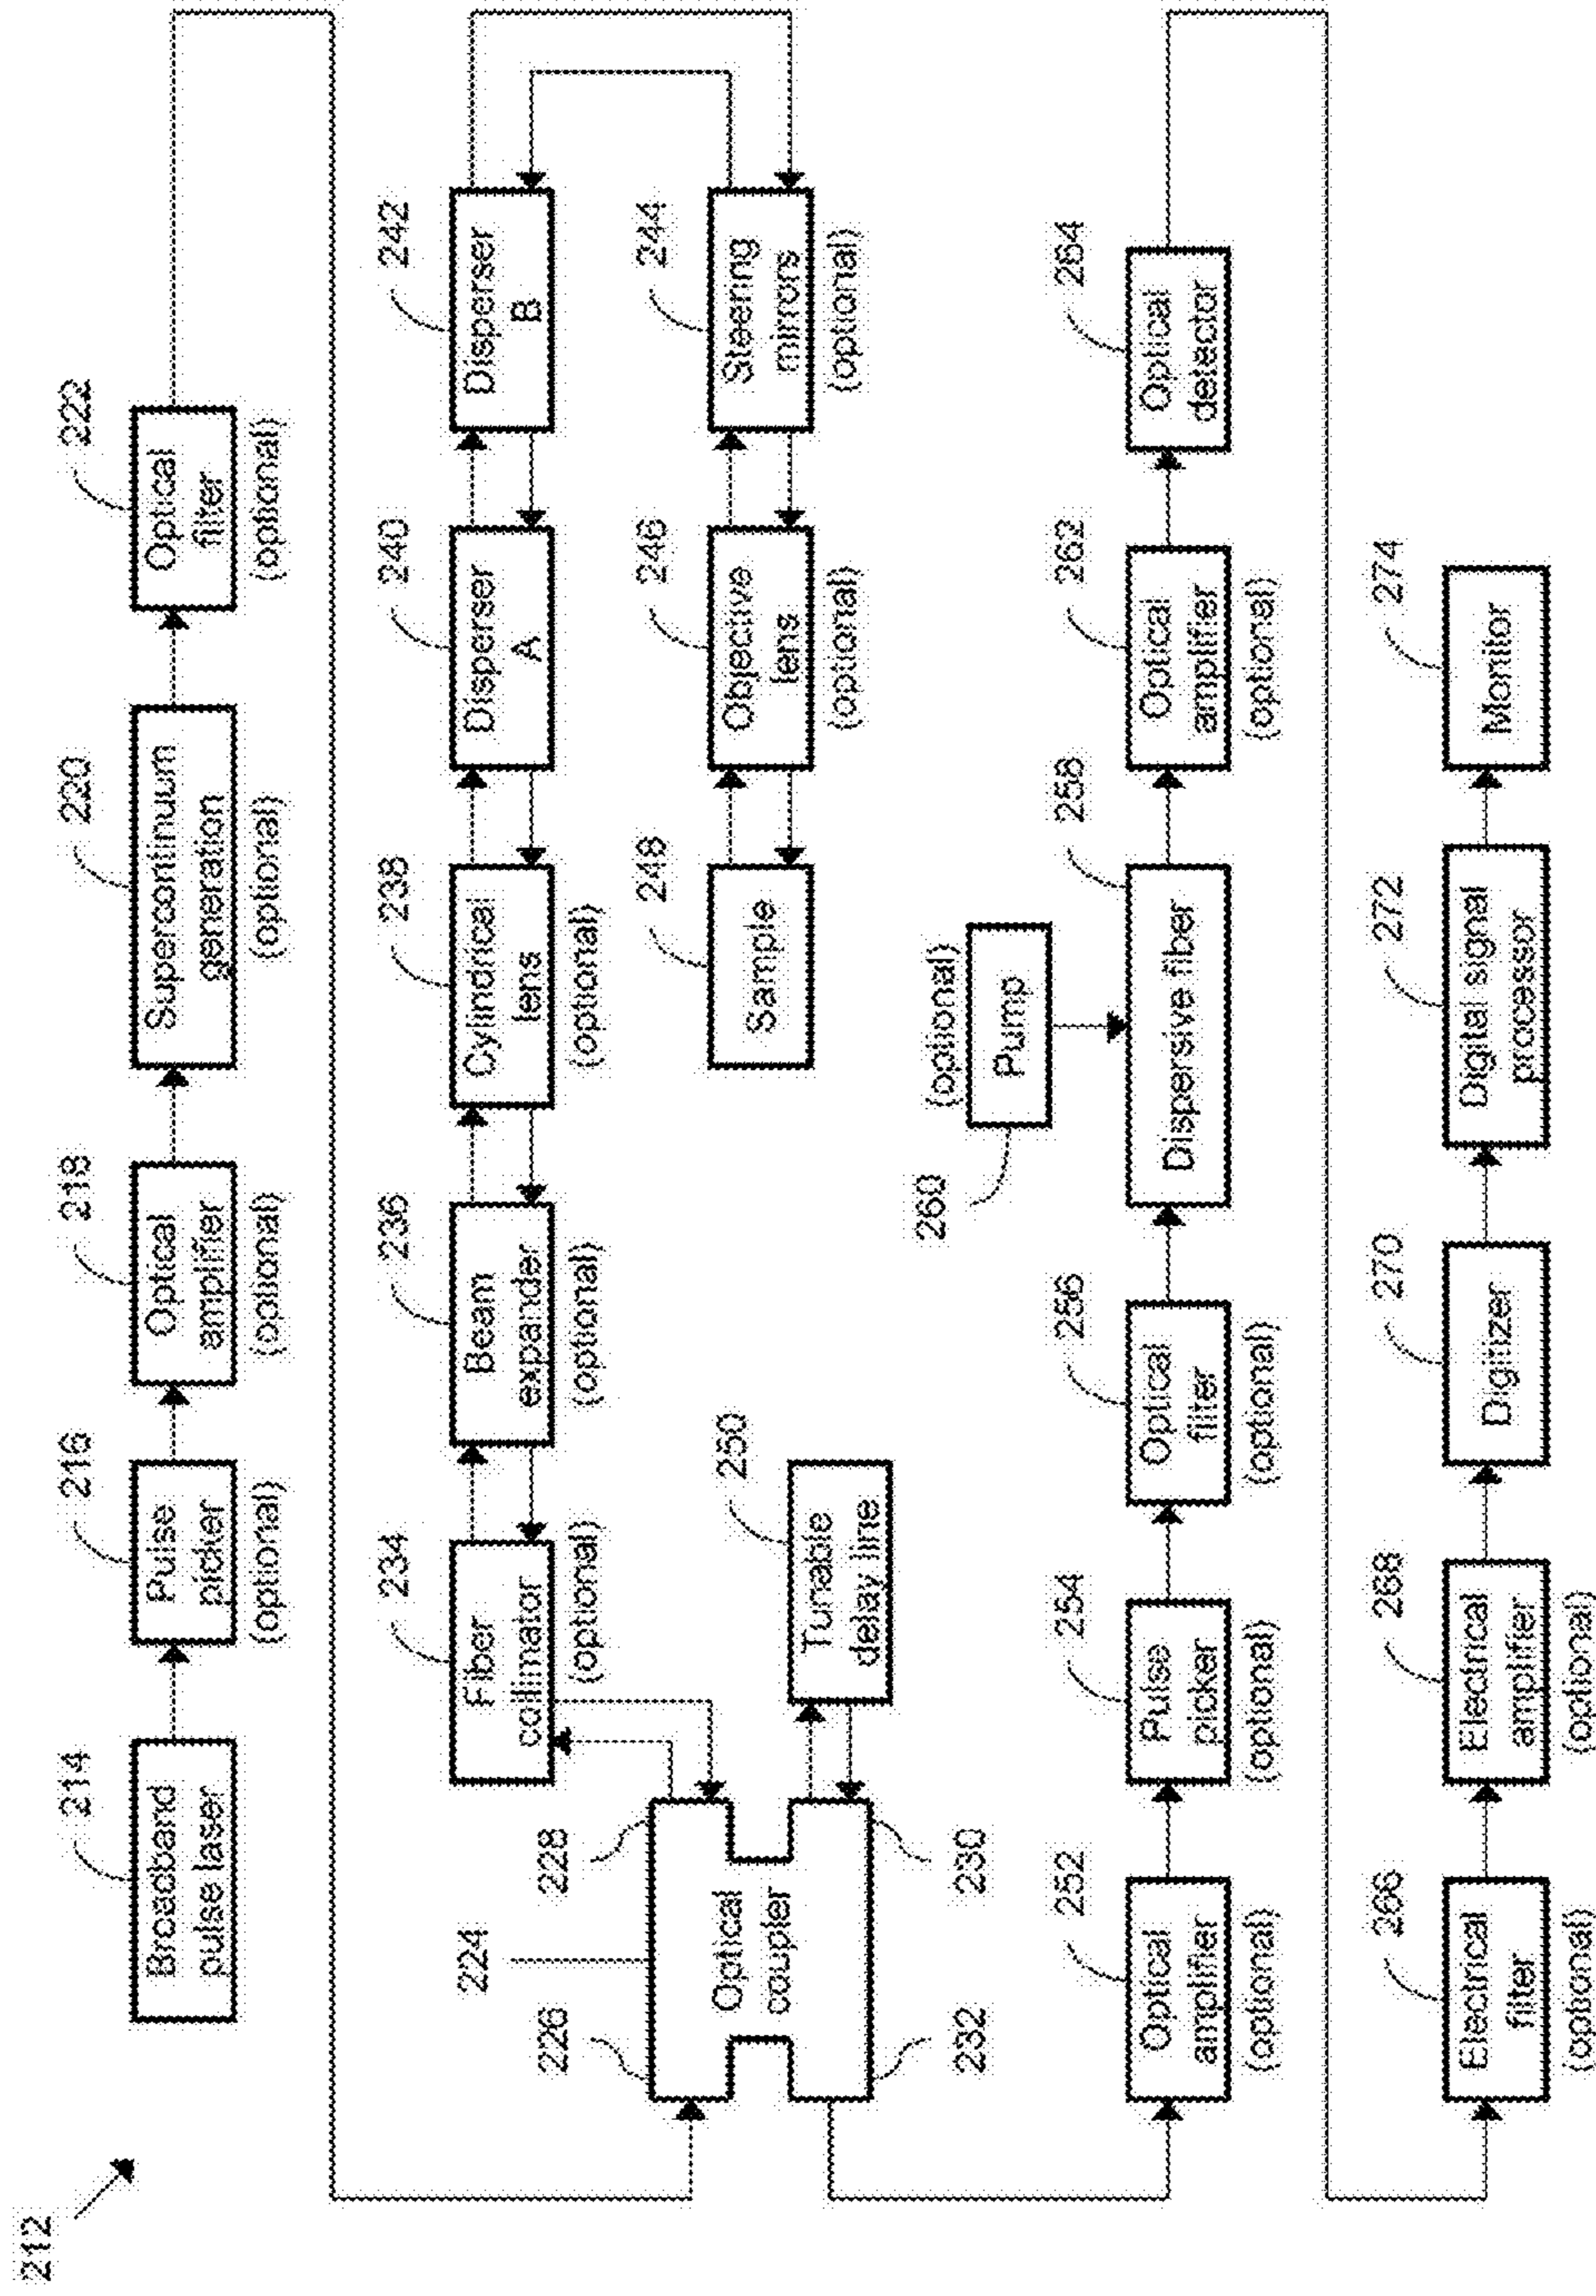 212
214
Broadband
pulse laser
216
Pulse
picker
(optional)
218
Optical
amplifier
(optional)
220
Supercontinuum
generation
(optional)
222
Optical
filter
(optional)
224
226
228
Optical
coupler
230
232
234
Fiber
collimator
(optional)
236
Beam
expander
(optional)
238
Cylindrical
lens
(optional)
240
Disperser
A
242
Disperser
B
244
Steering
mirrors
(optional)
246
Objective
lens
(optional)
248
Sample
250
Tunable
delay line
252
Optical
amplifier
(optional)
254
Pulse
picker
(optional)
256
Optical
filter
(optional)
258
Dispersive fiber
260
(optional)
Pump
262
Optical
amplifier
(optional)
264
Optical
detector
266
Electrical
filter
(optional)
268
Electrical
amplifier
(optional)
270
Digitizer
272
Digital signal
processor
274
Monitor